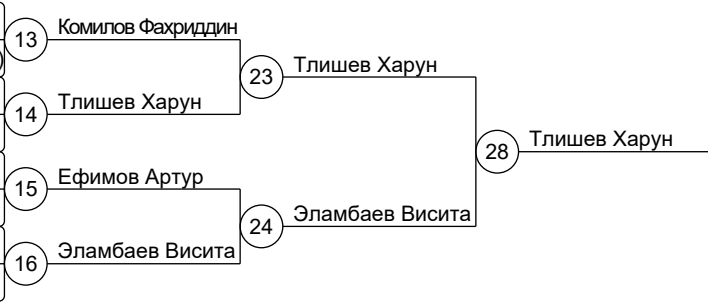 13 Комилов Фахриддин
23 Тлишев Харун
14 Тлишев Харун
28 Тлишев Харун
15 Ефимов Артур
24 Эламбаев Висита
16 Эламбаев Висита
)